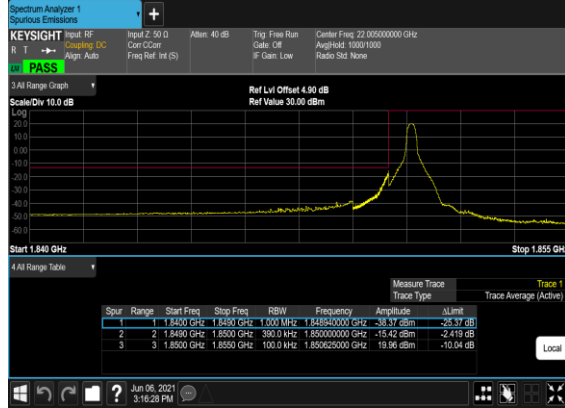 Spectrum Analyzer 1
Spurious Emissions
+
KEYSIGHT Input: RF Input Z: 50 Ω Atten: 40 dB Trig: Free Run Center Freq: 22.005000000 GHz
R T Coupling: DC Corr CCorr Gate: Off Avg|Hold: 1000/1000
Align: Auto Freq Ref: Int (S) IF Gain: Low Radio Std: None
PASS
3 All Range Graph
Ref Lvl Offset 4.90 dB
Scale/Div 10.0 dB Ref Value 30.00 dBm
Log
20.0
10.0
0.00
-10.0
-20.0
-30.0
-40.0
-50.0
-60.0
Start 1.840 GHz Stop 1.855 GH
4 All Range Table
Measure Trace Trace 1
Trace Type Trace Average (Active)
Spur Range Start Freq Stop Freq RBW Frequency Amplitude ΔLimit
1 1 1.8400 GHz 1.8490 GHz 1.000 MHz 1.848940000 GHz -38.37 dBm -25.37 dB
2 2 1.8490 GHz 1.8500 GHz 390.0 kHz 1.850000000 GHz -15.42 dBm -2.419 dB
3 3 1.8500 GHz 1.8550 GHz 100.0 kHz 1.850625000 GHz 19.96 dBm -10.04 dB
Local
? Jun 06, 2021
3:16:28 PM